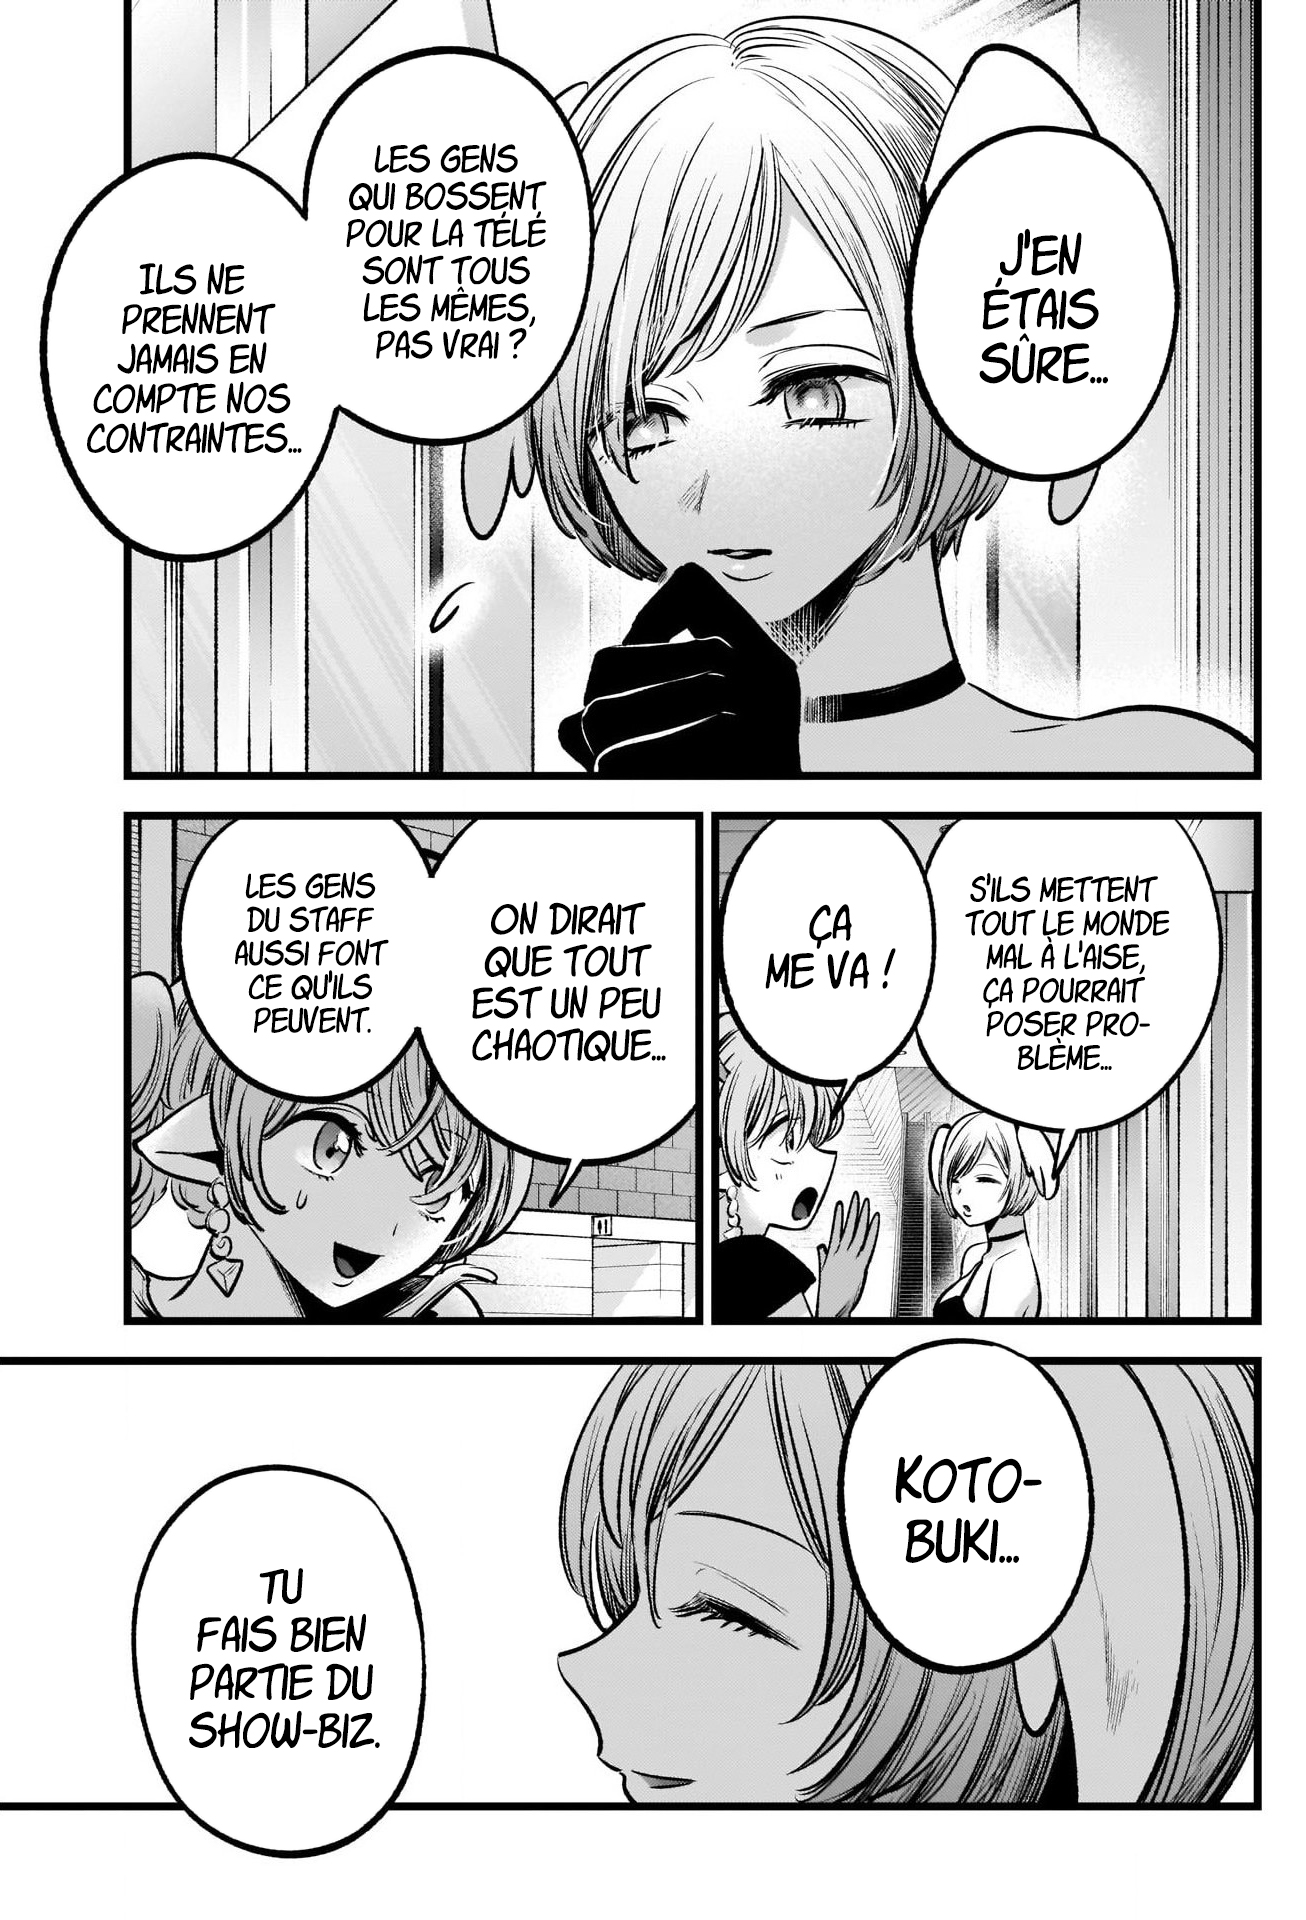 J'EN
ÉTAIS
SÛRE...
LES GENS
QUI BOSSENT
POUR LA TÉLÉ
SONT TOUS
LES MÊMES,
PAS VRAI ?
ILS NE
PRENNENT
JAMAIS EN
COMPTE NOS
CONTRAINTES...
S'ILS METTENT
TOUT LE MONDE
MAL À L'AISE,
ÇA POURRAIT
POSER PRO-
BLÈME...
ÇA
ME VA !
ON DIRAIT
QUE TOUT
EST UN PEU
CHAOTIQUE...
LES GENS
DU STAFF
AUSSI FONT
CE QU'ILS
PEUVENT.
KOTO-
BUKI...
TU
FAIS BIEN
PARTIE DU
SHOW-BIZ.